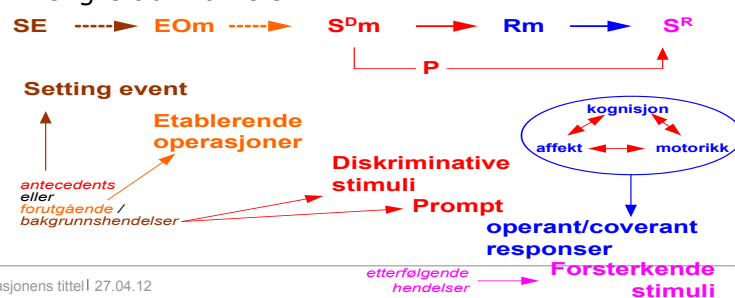 SE EOm Sᴰm Rm Sᴿ
P
Setting event
Etablerende
operasjoner
kognisjon
affekt motorikk
antecedents
eller
forutgående /
bakgrunnshendelser
Diskriminative
stimuli
Prompt
operant/coverant
responser
etterfølgende
hendelser
Forsterkende
stimuli
asjonens tittel | 27.04.12